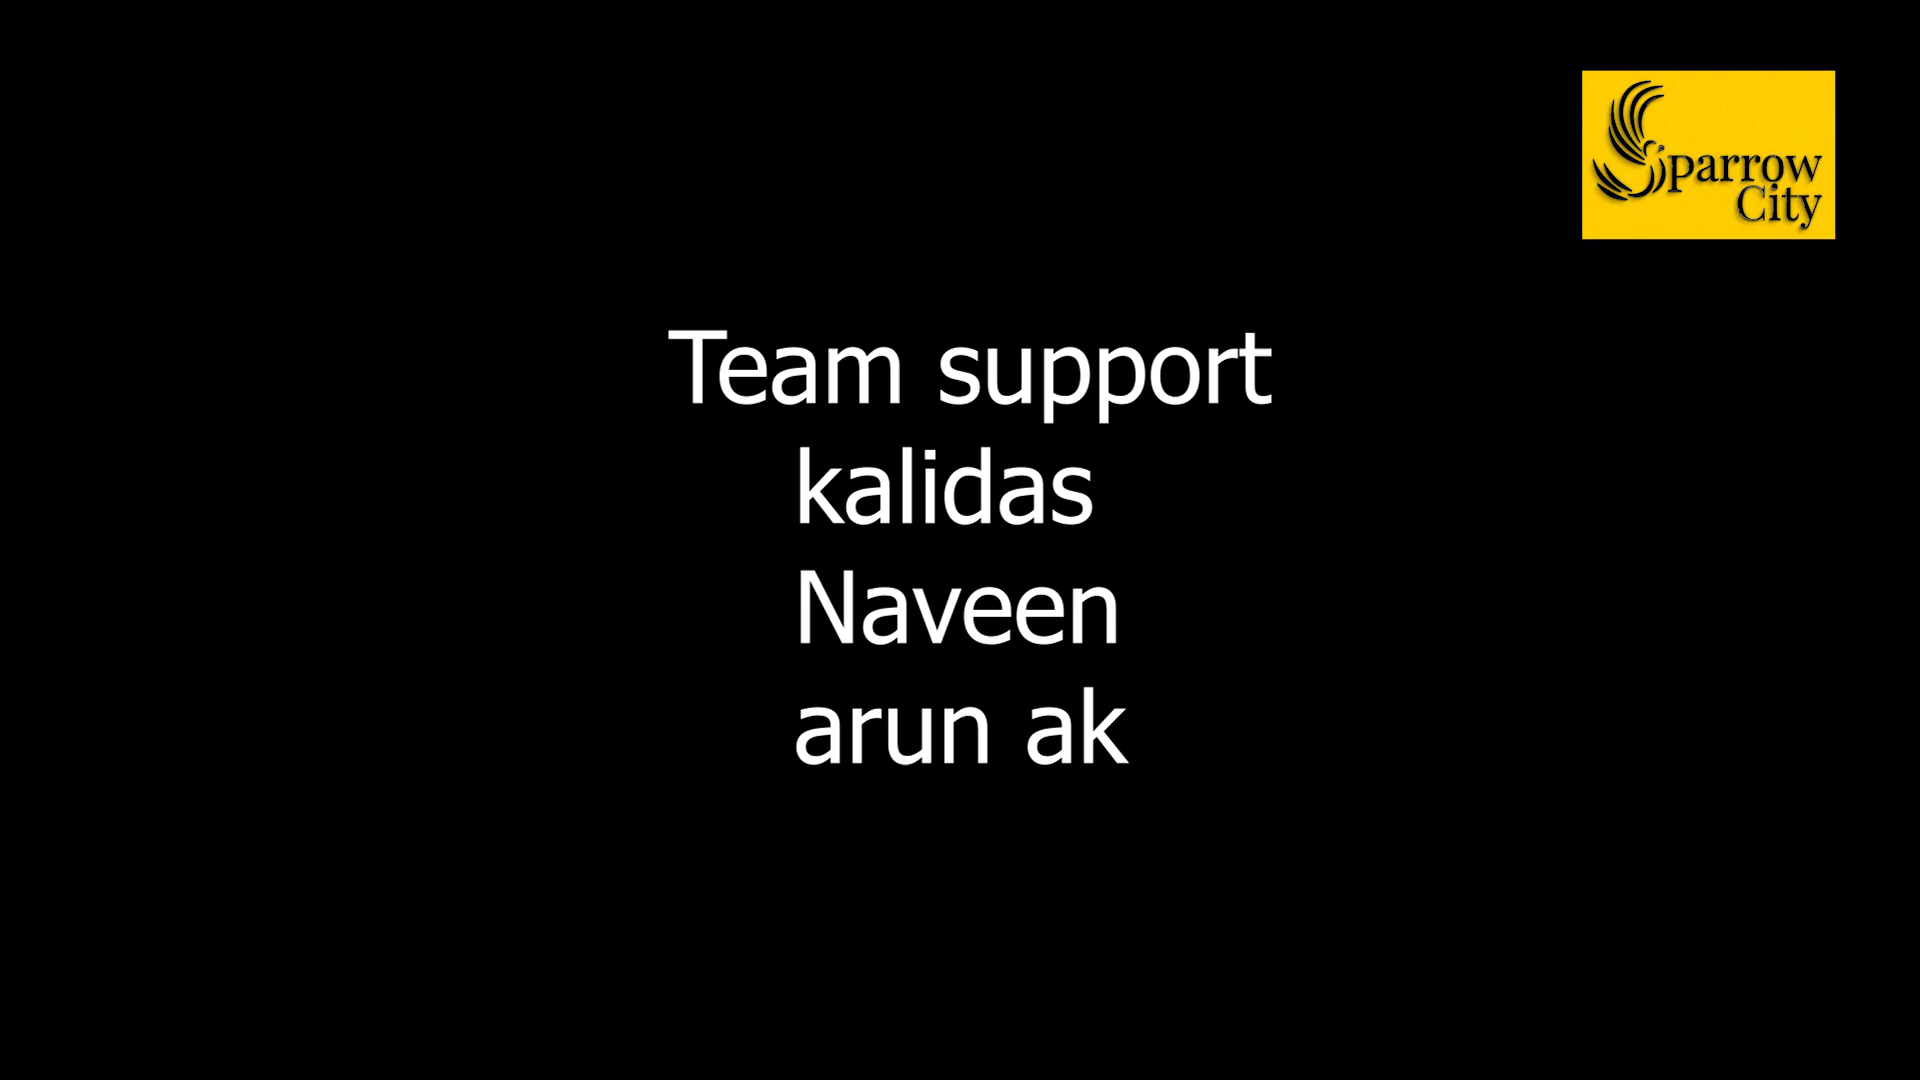 Sparrow
City
Team support
kalidas
Naveen
arun ak